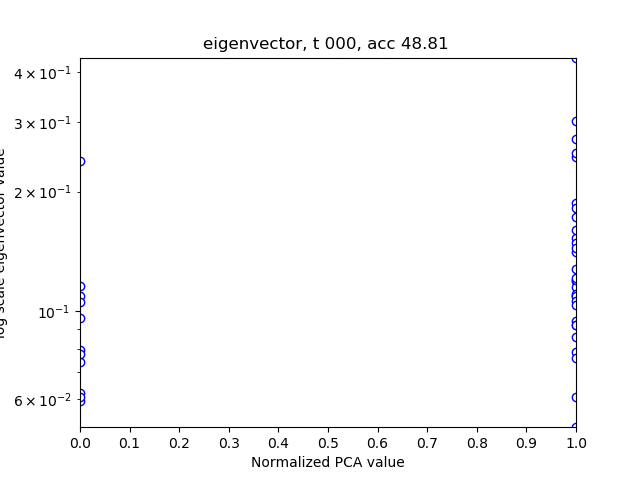 eigenvector, t 000, acc 48.81
4 × 10⁻¹
3 × 10⁻¹
2 × 10⁻¹
10⁻¹
6 × 10⁻²
log scale eigenvector value
0.0 0.1 0.2 0.3 0.4 0.5 0.6 0.7 0.8 0.9 1.0
Normalized PCA value